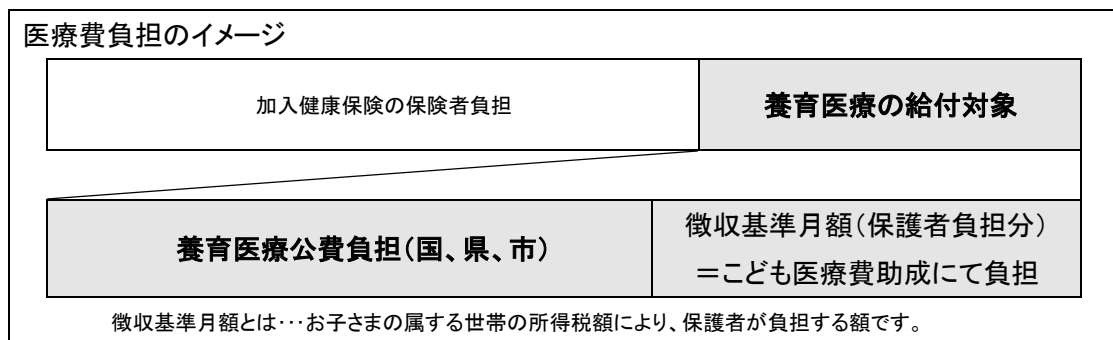 医療費負担のイメージ
加入健康保険の保険者負担
養育医療の給付対象
養育医療公費負担(国、県、市)
徴収基準月額(保護者負担分)
=こども医療費助成にて負担
徴収基準月額とは・・・お子さまの属する世帯の所得税額により、保護者が負担する額です。